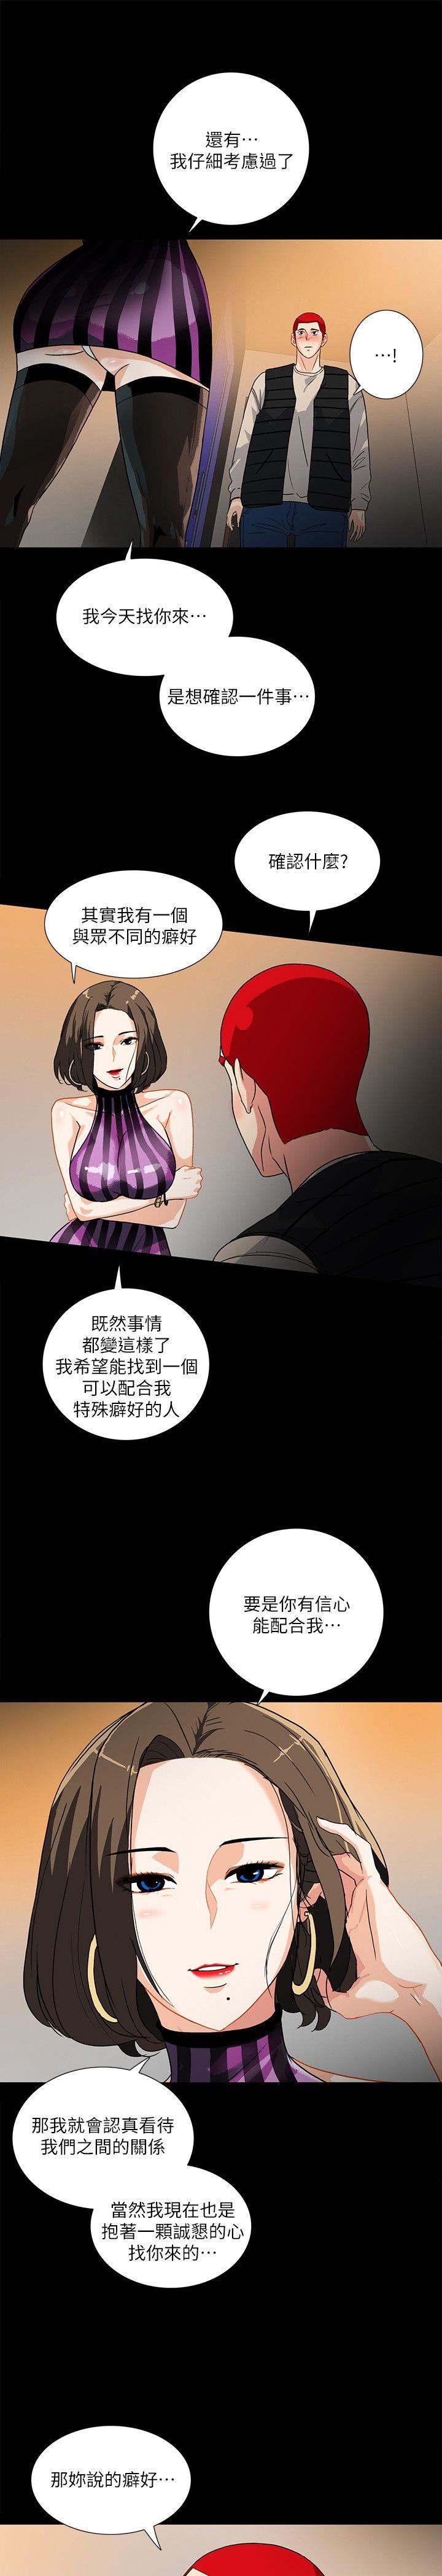 還有…
我仔細考慮過了
…!
我今天找你來…
是想確認一件事…
確認什麼?
其實我有一個
與眾不同的癖好
既然事情
都變這樣了
我希望能找到一個
可以配合我
特殊癖好的人
要是你有信心
能配合我…
那我就會認真看待
我們之間的關係
當然我現在也是
抱著一顆誠懇的心
找你來的…
那妳說的癖好…